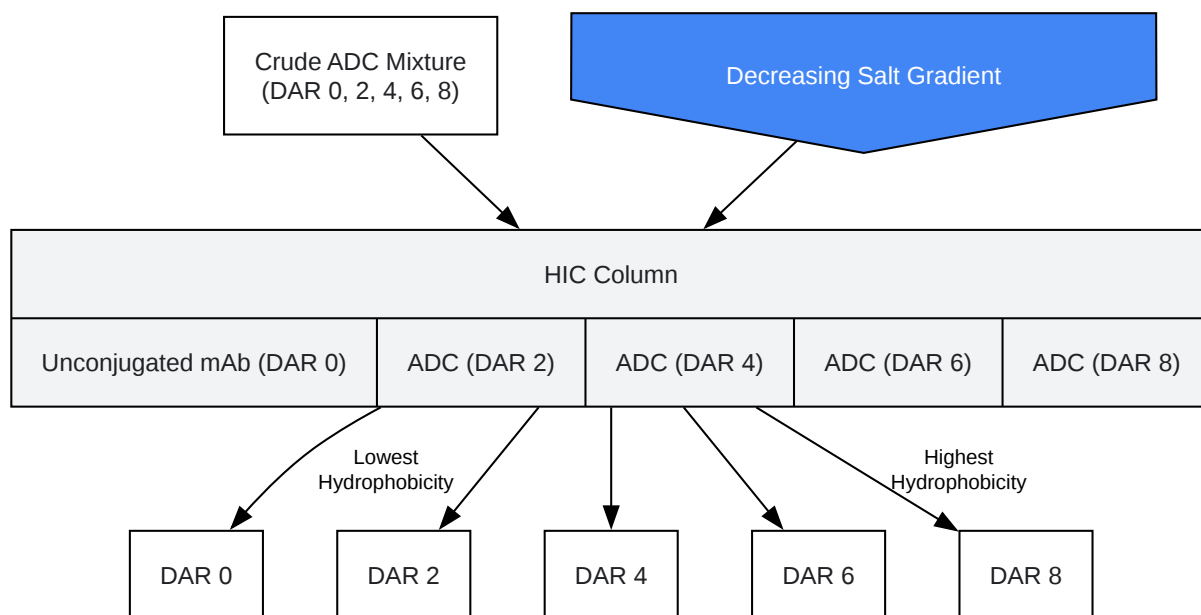 Crude ADC Mixture
(DAR 0, 2, 4, 6, 8)
Decreasing Salt Gradient
HIC Column
Unconjugated mAb (DAR 0)
ADC (DAR 2)
ADC (DAR 4)
ADC (DAR 6)
ADC (DAR 8)
Lowest
Hydrophobicity
Highest
Hydrophobicity
DAR 0
DAR 2
DAR 4
DAR 6
DAR 8